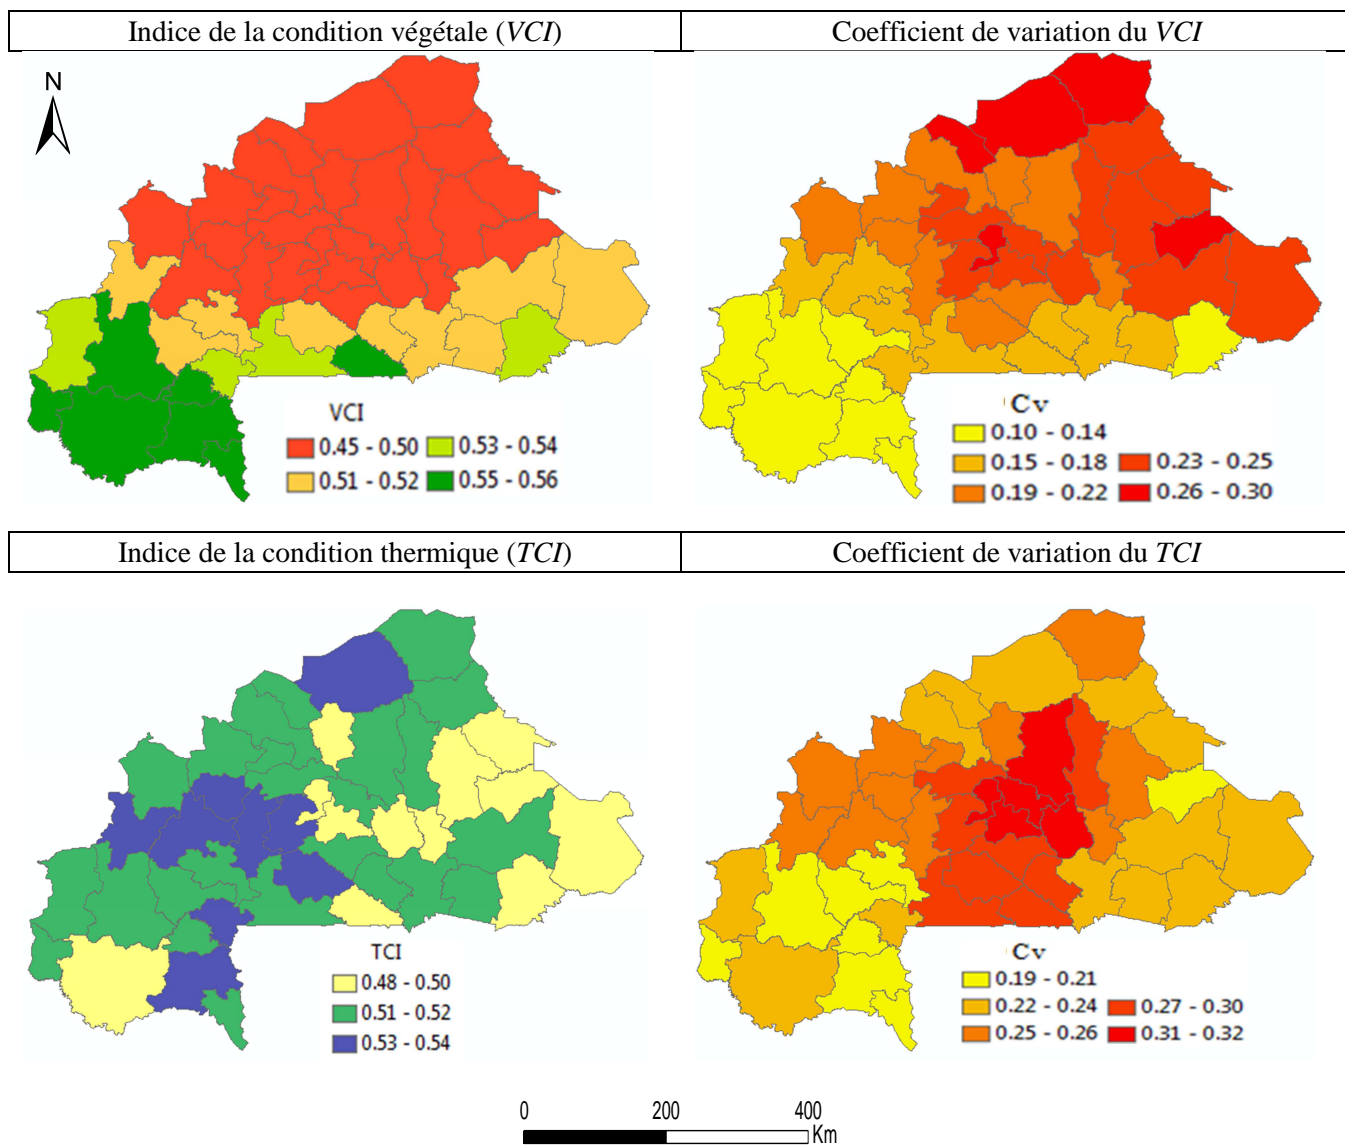 Indice de la condition végétale (VCI)
Coefficient de variation du VCI
N
VCI
0.45 - 0.50
0.53 - 0.54
0.51 - 0.52
0.55 - 0.56
Cv
0.10 - 0.14
0.15 - 0.18
0.23 - 0.25
0.19 - 0.22
0.26 - 0.30
Indice de la condition thermique (TCI)
Coefficient de variation du TCI
TCI
0.48 - 0.50
0.51 - 0.52
0.53 - 0.54
Cv
0.19 - 0.21
0.22 - 0.24
0.27 - 0.30
0.25 - 0.26
0.31 - 0.32
0 200 400
Km